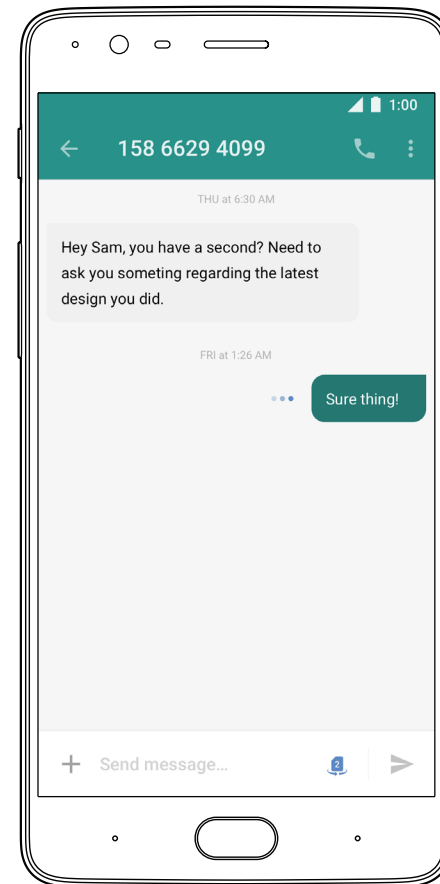 1:00
158 6629 4099
THU at 6:30 AM
Hey Sam, you have a second? Need to
ask you someting regarding the latest
design you did.
FRI at 1:26 AM
Sure thing!
Send message...
2